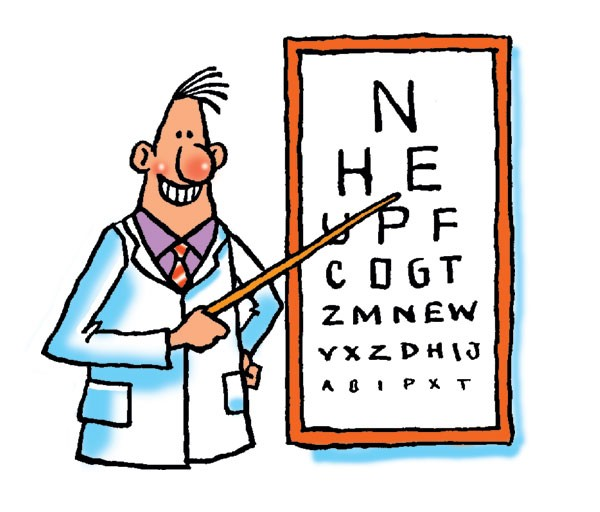 N
H E
U P F
C O G T
Z M N E W
V X Z D H I J
A B I P X T